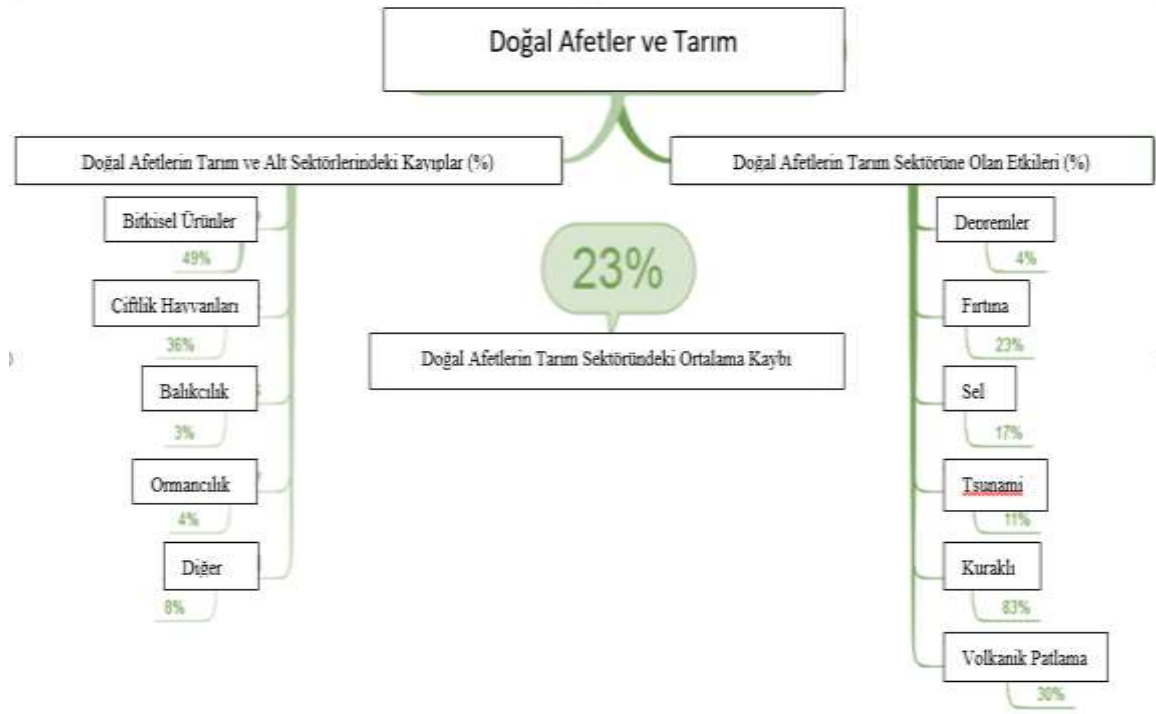 Doğal Afetler ve Tarım
Doğal Afetlerin Tarım ve Alt Sektörlerindeki Kayıplar (%)
Bitkisel Ürünler
49%
Çiftlik Hayvanları
36%
Balıkcılık
3%
Ormancılık
4%
Diğer
8%
23%
Doğal Afetlerin Tarım Sektöründeki Ortalama Kaybı
Doğal Afetlerin Tarım Sektörüne Olan Etkileri (%)
Depremler
4%
Fırtına
23%
Sel
17%
Tsunami
11%
Kuraklı
83%
Volkanik Patlama
30%